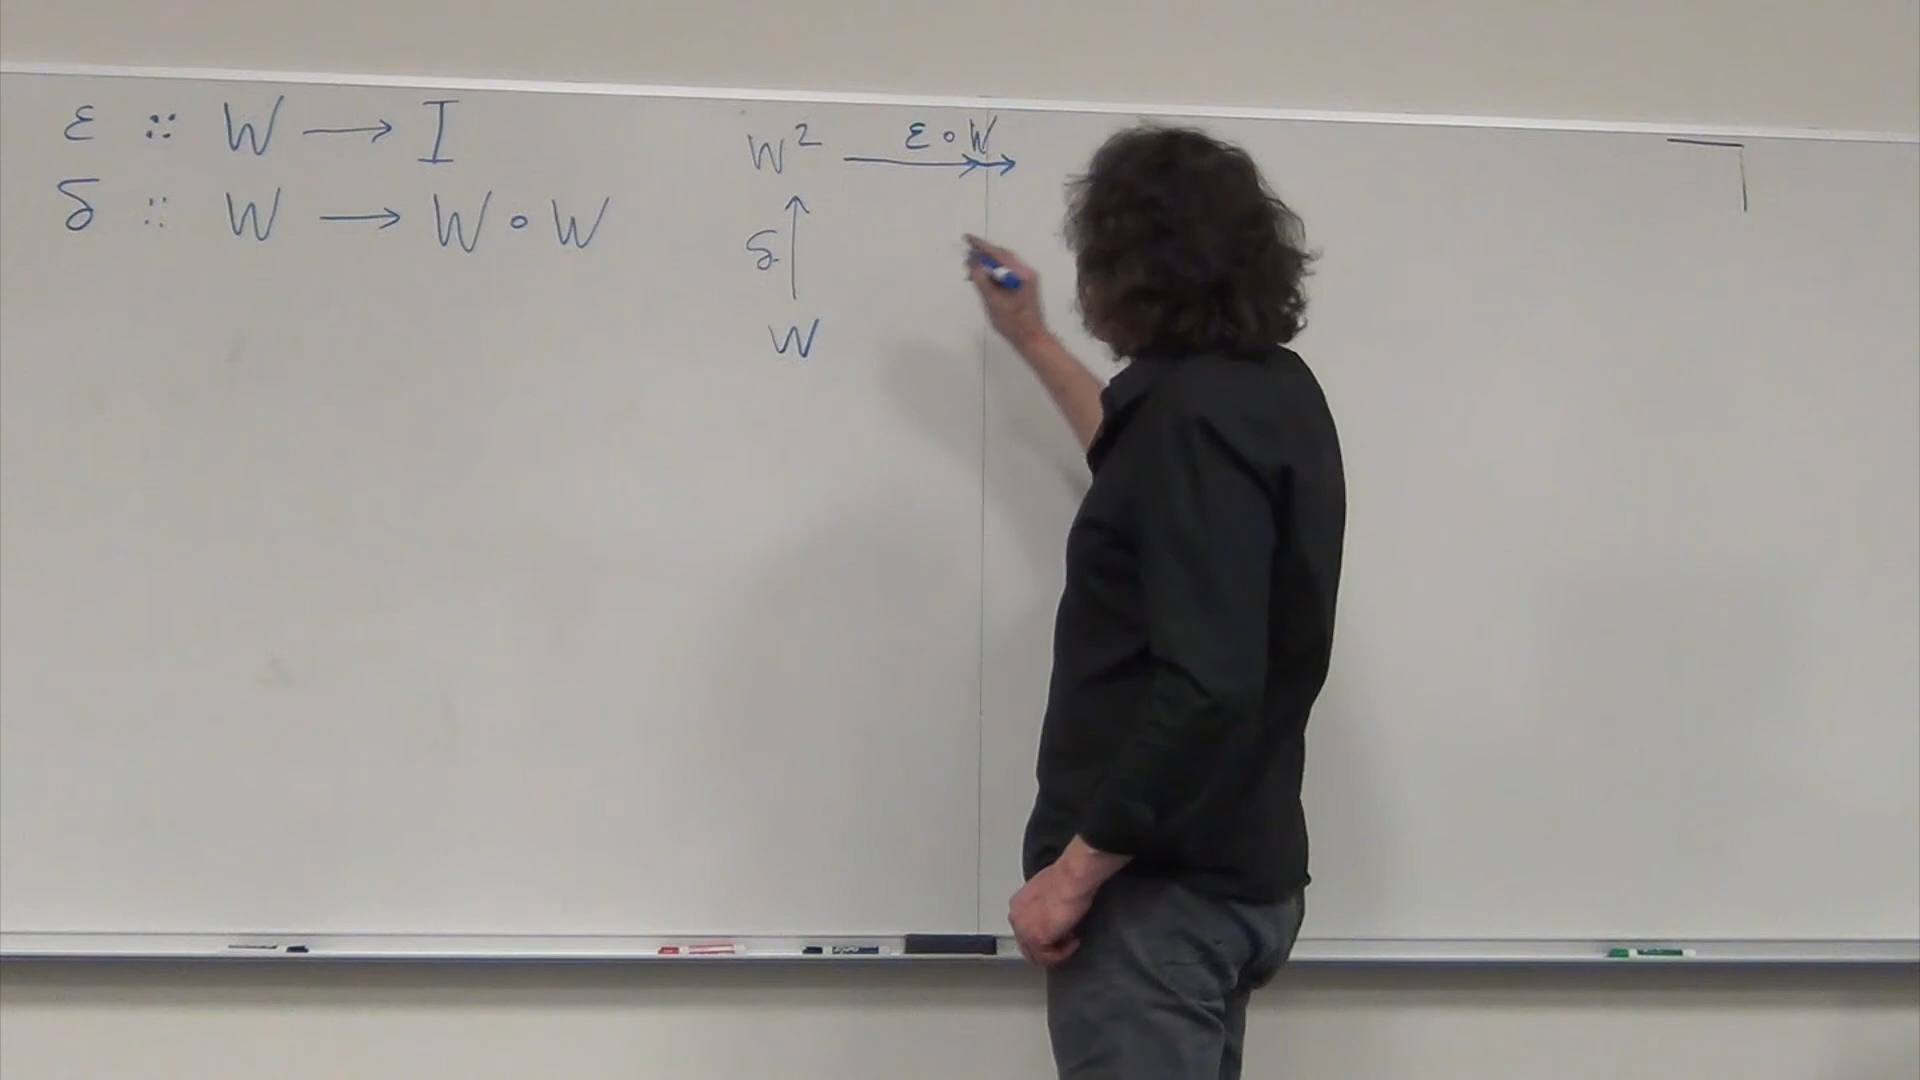 ε :: W → I
δ :: W → W ∘ W
W² → ε∘W
δ ↑
W